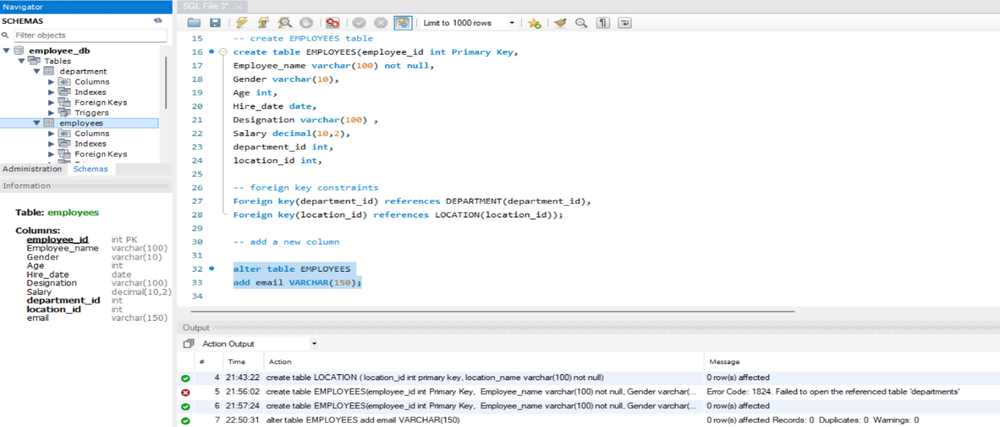 Navigator
SCHEMAS
Filter objects
employee_db
Tables
department
Columns
Indexes
Foreign Keys
Triggers
employees
Columns
Indexes
Foreign Keys
Administration Schemas
Information
Table: employees
Columns:
employee_id int PK
Employee_name varchar(100)
Gender varchar(10)
Age int
Hire_date date
Designation varchar(100)
Salary decimal(10,2)
department_id int
location_id int
email varchar(150)
SQL File 3*
Limit to 1000 rows
15 -- create EMPLOYEES table
16 create table EMPLOYEES(employee_id int Primary Key,
17 Employee_name varchar(100) not null,
18 Gender varchar(10),
19 Age int,
20 Hire_date date,
21 Designation varchar(100) ,
22 Salary decimal(10,2),
23 department_id int,
24 location_id int,
25
26 -- foreign key constraints
27 Foreign key(department_id) references DEPARTMENT(department_id),
28 Foreign key(location_id) references LOCATION(location_id));
29
30 -- add a new column
31
32 alter table EMPLOYEES
33 add email VARCHAR(150);
34
Output
Action Output
# Time Action Message
4 21:43:22 create table LOCATION ( location_id int primary key, location_name varchar(100) not null) 0 row(s) affected
5 21:56:02 create table EMPLOYEES(employee_id int Primary Key, Employee_name varchar(100) not null, Gender varchar(... Error Code: 1824. Failed to open the referenced table 'departments'
6 21:57:24 create table EMPLOYEES(employee_id int Primary Key, Employee_name varchar(100) not null, Gender varchar(... 0 row(s) affected
7 22:50:31 alter table EMPLOYEES add email VARCHAR(150) 0 row(s) affected Records: 0 Duplicates: 0 Warnings: 0